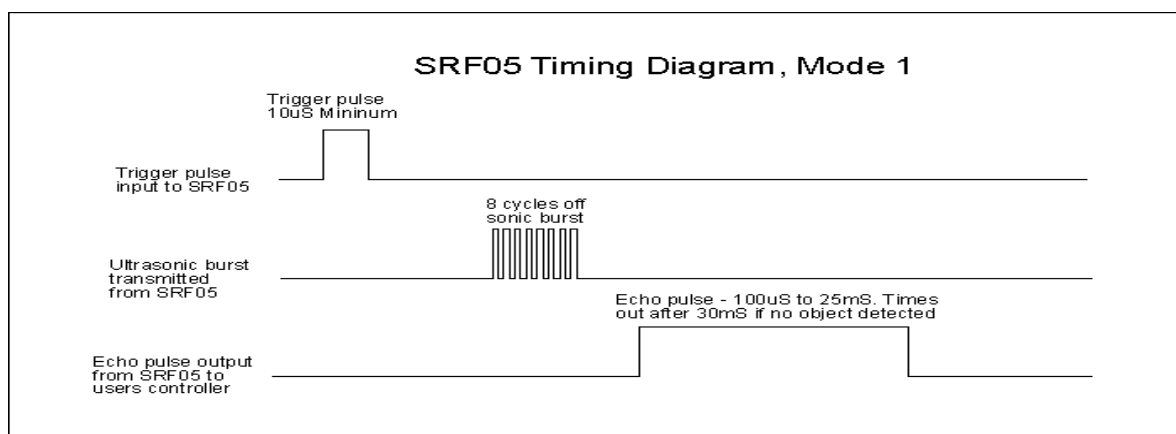 SRF05 Timing Diagram, Mode 1
Trigger pulse
10uS Mininum
Trigger pulse
input to SRF05
8 cycles off
sonic burst
Ultrasonic burst
transmitted
from SRF05
Echo pulse - 100uS to 25mS. Times
out after 30mS if no object detected
Echo pulse output
from SRF05 to
users controller